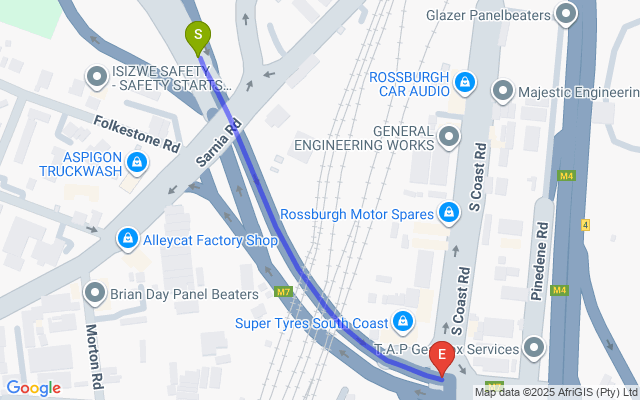 Glazer Panelbeaters
S
ISIZWE SAFETY
- SAFETY STARTS...
ROSSBURGH
CAR AUDIO
Majestic Engineering
Folkestone Rd
Sarnia Rd
GENERAL
ENGINEERING WORKS
ASPIGON
TRUCKWASH
S Coast Rd
M4
Rossburgh Motor Spares
4
Alleycat Factory Shop
Pinedene Rd
S Coast Rd
M7
M4
Brian Day Panel Beaters
Super Tyres South Coast
Morton Rd
E
Services
Google
Map data ©2025 AfriGIS (Pty) Ltd